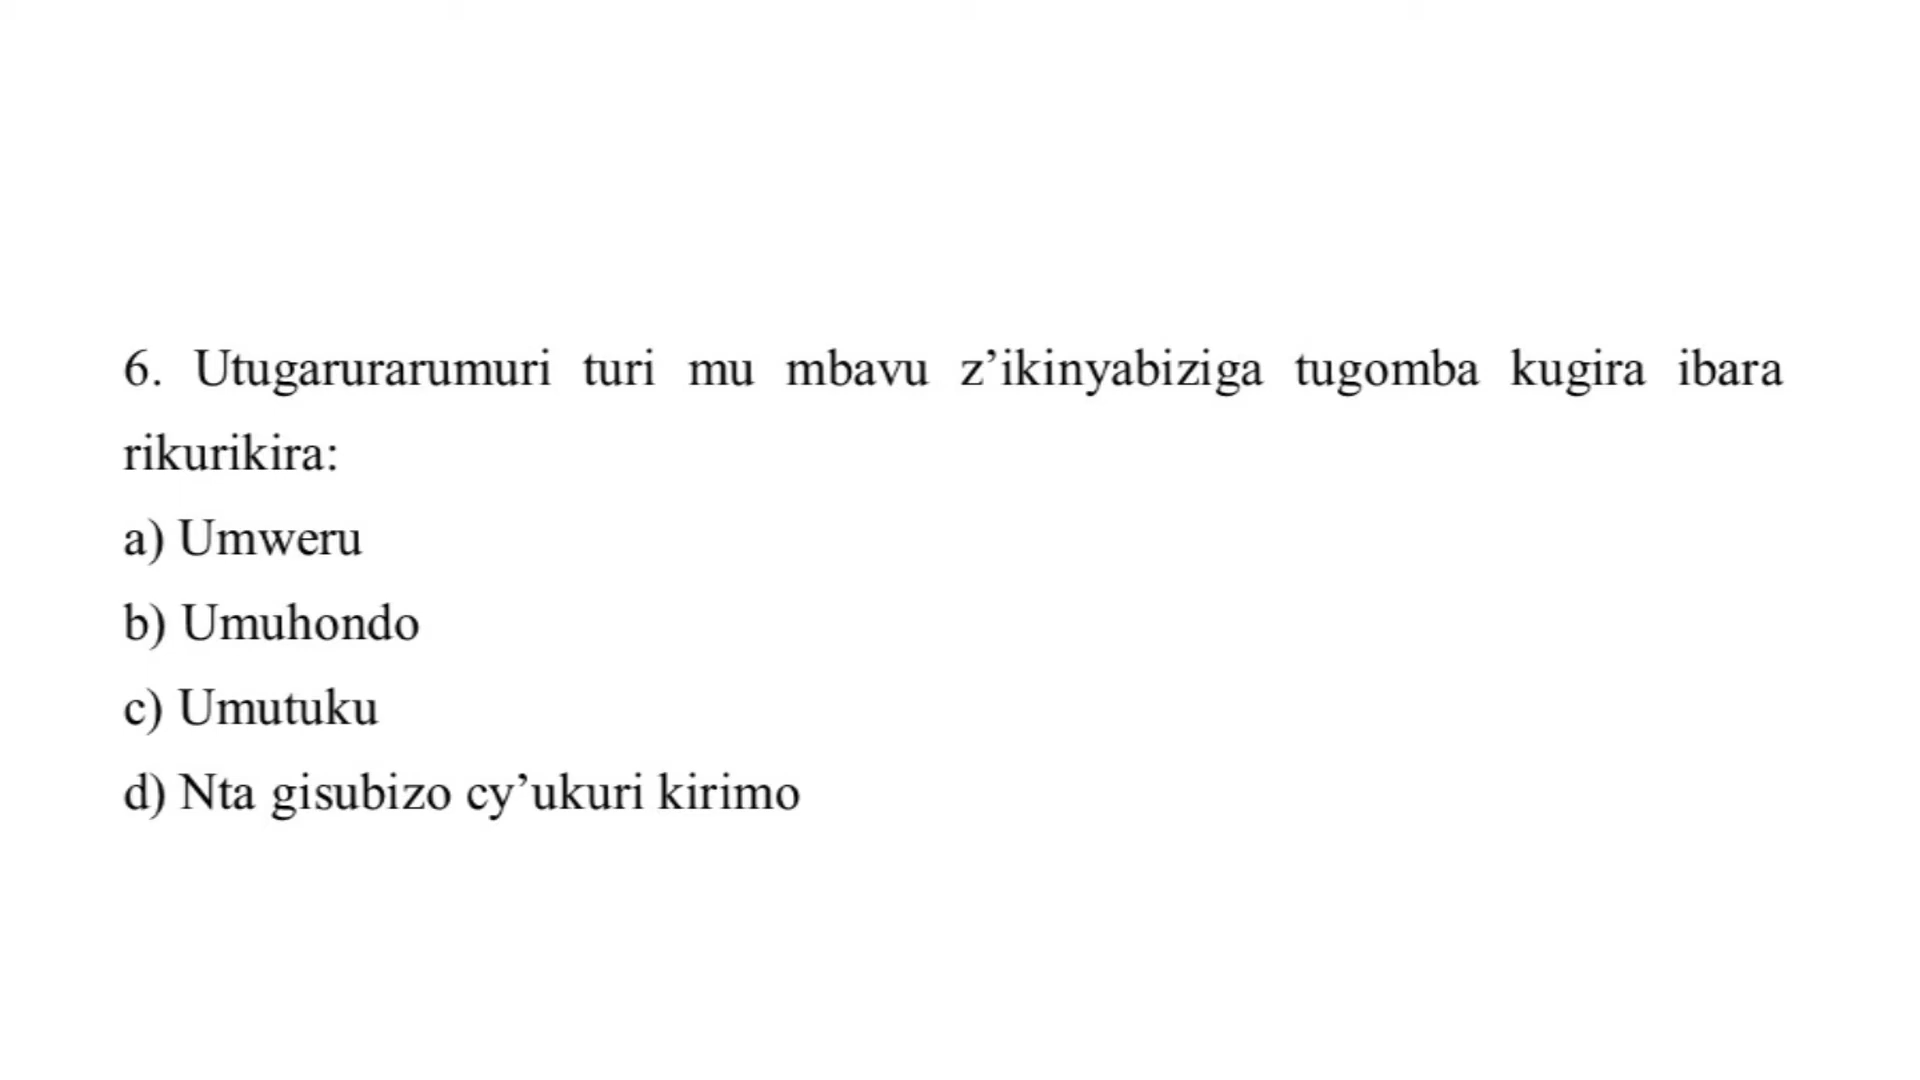 6. Utugarurarumuri turi mu mbavu z’ikinyabiziga tugomba kugira ibara
rikurikira:
a) Umweru
b) Umuhondo
c) Umutuku
d) Nta gisubizo cy’ukuri kirimo